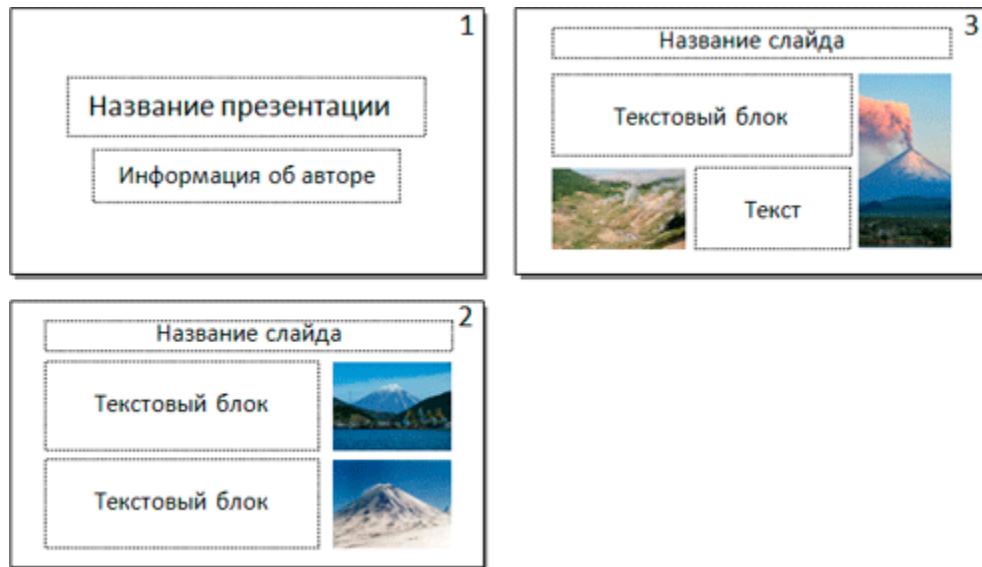 1
Название презентации
Информация об авторе
2
Название слайда
Текстовый блок
Текстовый блок
3
Название слайда
Текстовый блок
Текст